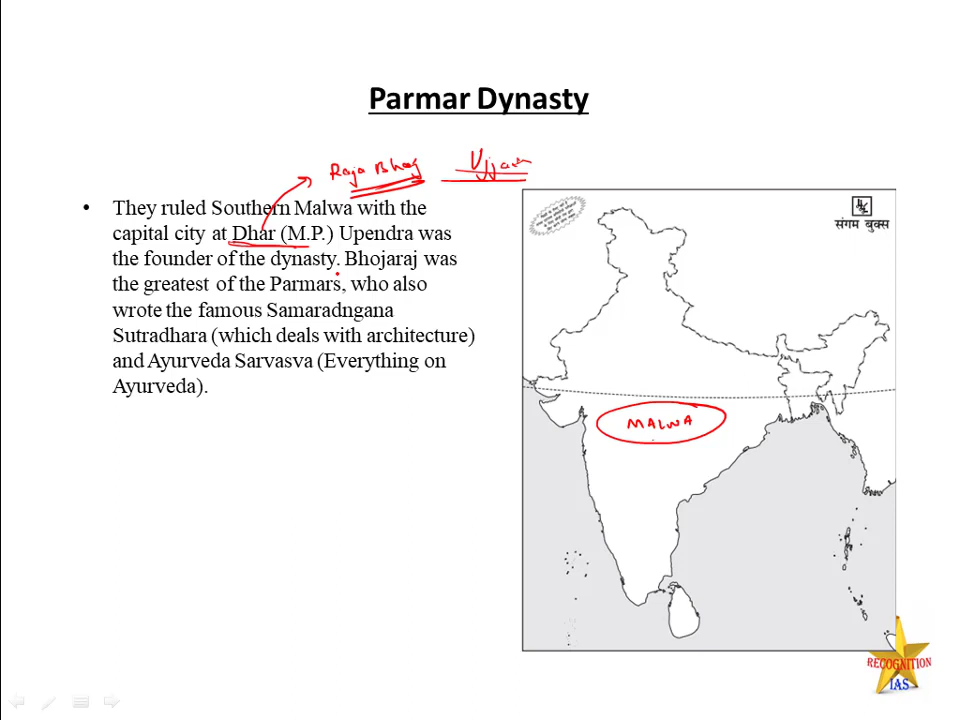 Parmar Dynasty
Raja Bhoj Ujjain
• They ruled Southern Malwa with the
capital city at Dhar (M.P.) Upendra was
the founder of the dynasty. Bhojaraj was
the greatest of the Parmars, who also
wrote the famous Samaradngana
Sutradhara (which deals with architecture)
and Ayurveda Sarvasva (Everything on
Ayurveda).
संगम बुक्स
MALWA
RECOGNITION
IAS